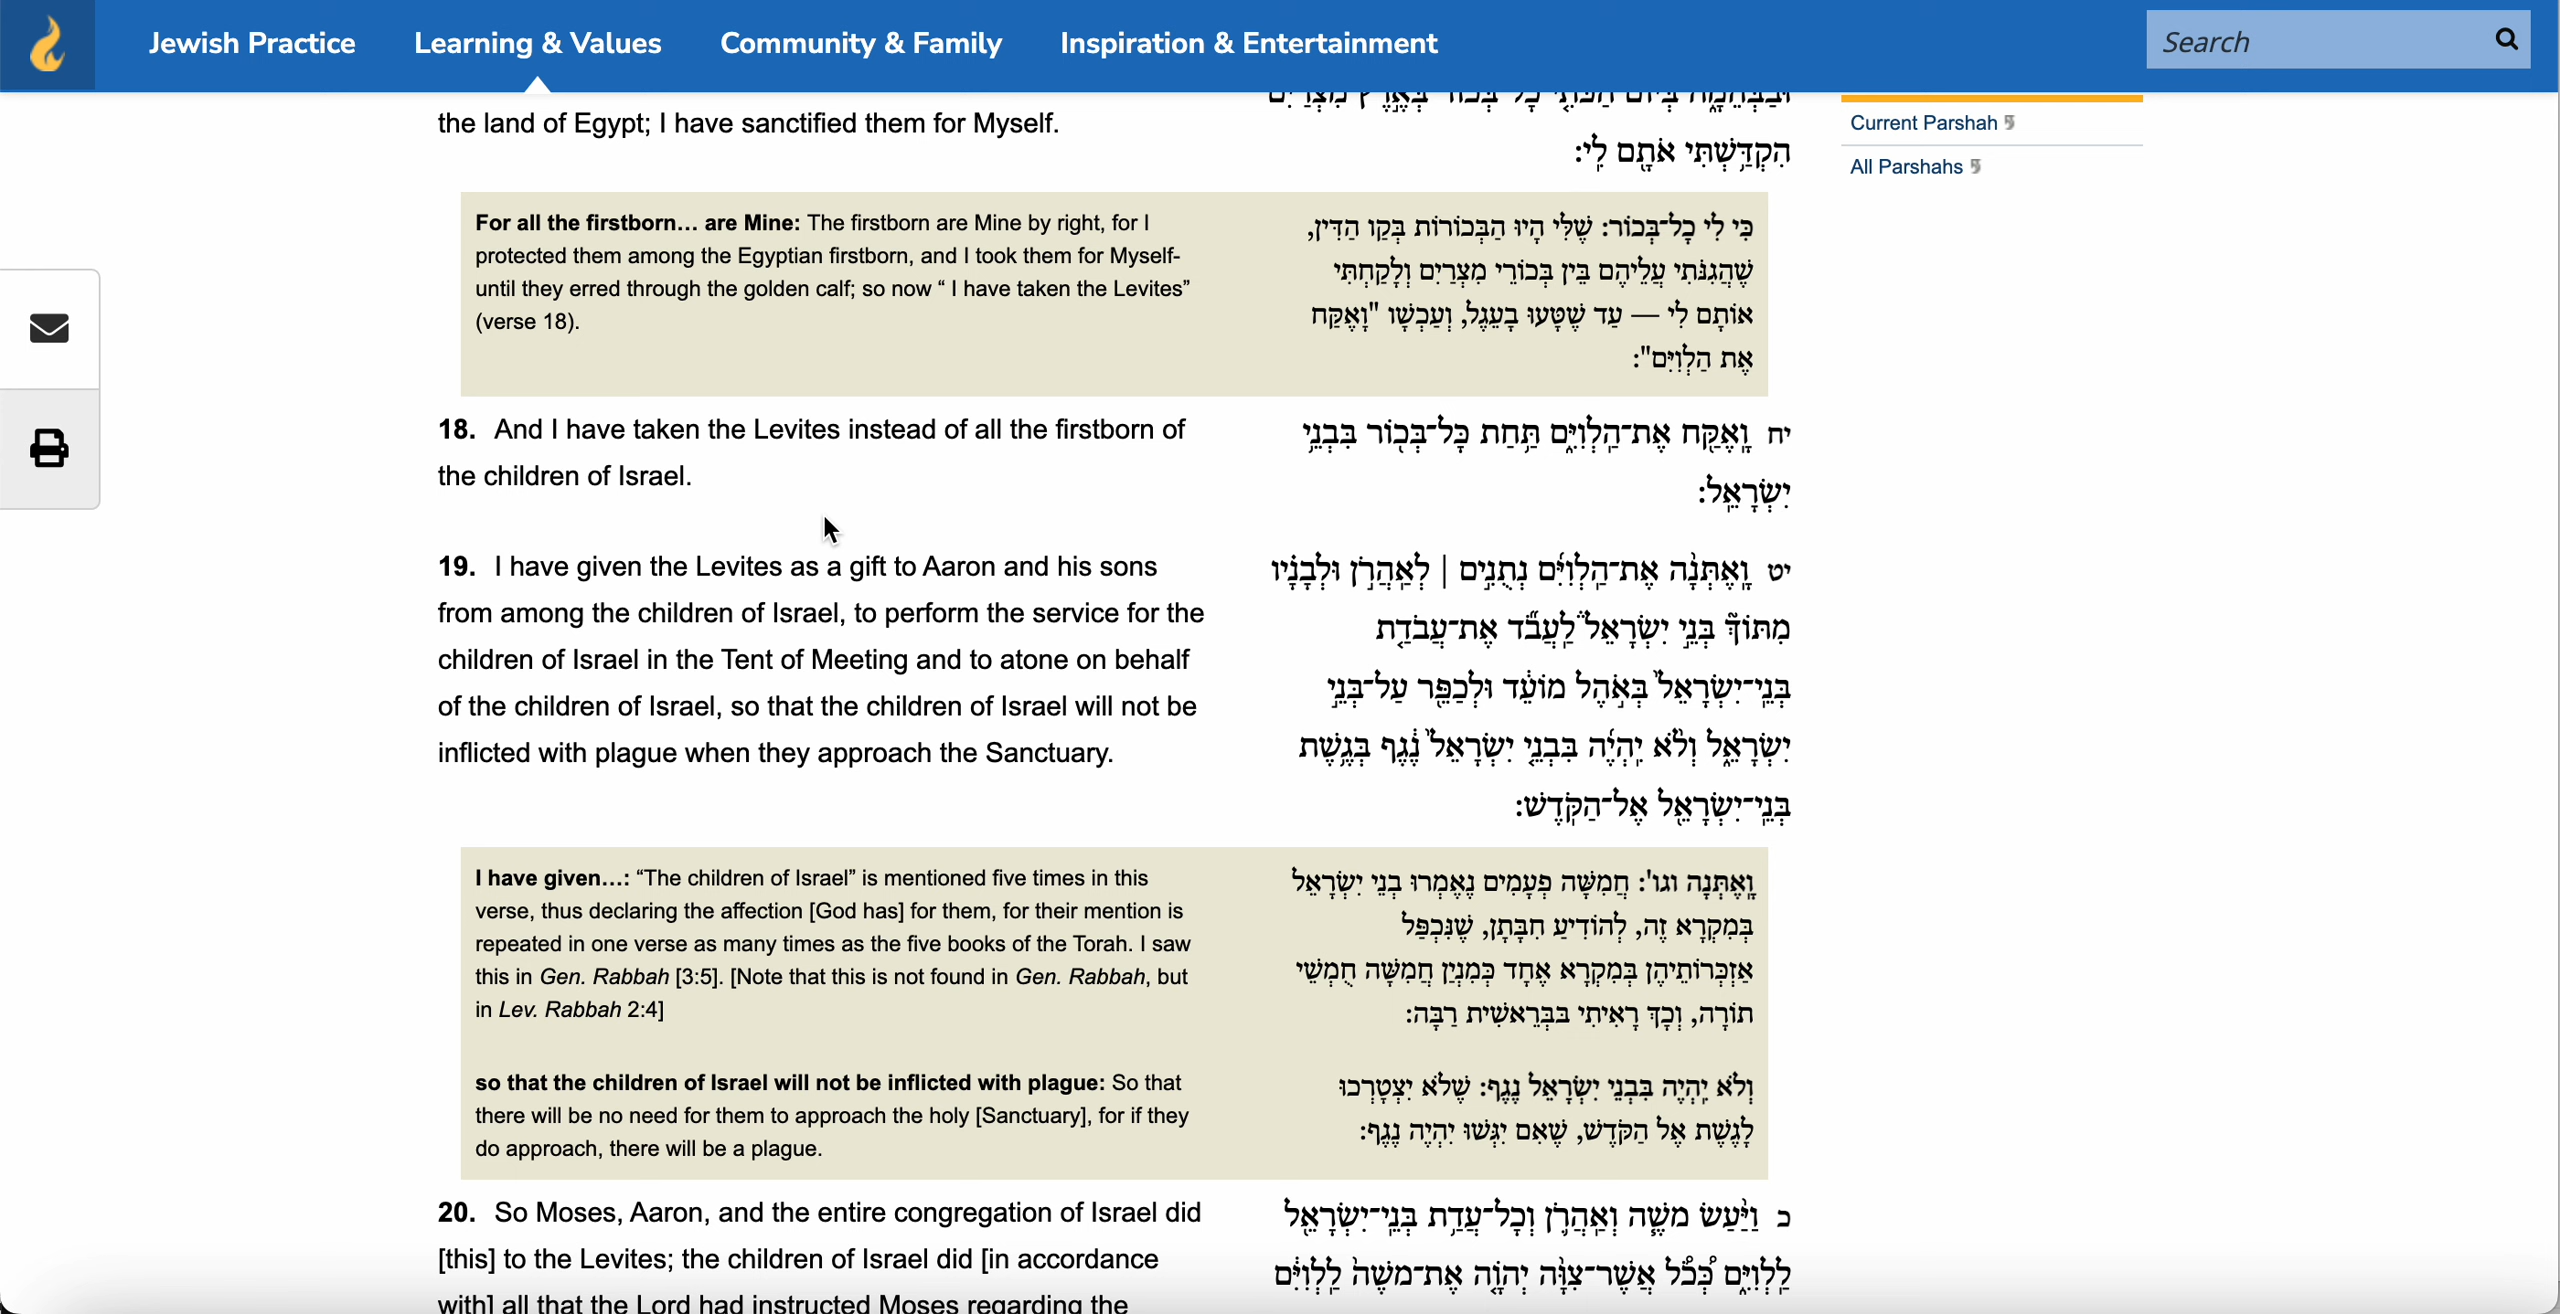 Jewish Practice Learning & Values Community & Family Inspiration & Entertainment Search
the land of Egypt; I have sanctified them for Myself.
הִקְדַּ֥שְׁתִּי אֹתָ֖ם לִֽי׃
Current Parshah
All Parshahs
For all the firstborn… are Mine: The firstborn are Mine by right, for I
protected them among the Egyptian firstborn, and I took them for Myself-
until they erred through the golden calf; so now “ I have taken the Levites”
(verse 18).
כִּי לִי כָל־בְּכוֹר: שֶׁלִּי הָיוּ הַבְּכוֹרוֹת בְּקַו הַדִּין,
שֶׁהֲגִנּוֹתִי עֲלֵיהֶם בֵּין בְּכוֹרֵי מִצְרַיִם וְלָקַחְתִּי
אוֹתָם לִי — עַד שֶׁטָּעוּ בָעֵגֶל, וְעַכְשָׁו "וָאֶקַּח
אֶת הַלְוִיִּם":
18. And I have taken the Levites instead of all the firstborn of
the children of Israel.
יח וָֽאֶקַּח֙ אֶת־הַֽלְוִיִּ֔ם תַּ֥חַת כָּל־בְּכ֖וֹר בִּבְנֵ֥י
יִשְׂרָאֵֽל׃
19. I have given the Levites as a gift to Aaron and his sons
from among the children of Israel, to perform the service for the
children of Israel in the Tent of Meeting and to atone on behalf
of the children of Israel, so that the children of Israel will not be
inflicted with plague when they approach the Sanctuary.
יט וָֽאֶתְּנָ֨ה אֶת־הַֽלְוִיִּ֜ם נְתֻנִ֣ים | לְאַֽהֲרֹ֣ן וּלְבָנָ֗יו
מִתּוֹךְ֘ בְּנֵ֣י יִשְׂרָאֵל֒ לַֽעֲבֹ֞ד אֶת־עֲבֹדַ֤ת
בְּנֵֽי־יִשְׂרָאֵל֙ בְּאֹ֣הֶל מוֹעֵ֔ד וּלְכַפֵּ֖ר עַל־בְּנֵ֣י
יִשְׂרָאֵ֑ל וְלֹ֨א יִֽהְיֶ֜ה בִּבְנֵ֤י יִשְׂרָאֵל֙ נֶ֔גֶף בְּגֶ֥שֶׁת
בְּנֵֽי־יִשְׂרָאֵ֖ל אֶל־הַקֹּֽדֶשׁ׃
I have given…: “The children of Israel” is mentioned five times in this
verse, thus declaring the affection [God has] for them, for their mention is
repeated in one verse as many times as the five books of the Torah. I saw
this in Gen. Rabbah [3:5]. [Note that this is not found in Gen. Rabbah, but
in Lev. Rabbah 2:4]
וָֽאֶתְּנָה וגו': חֲמִשָּׁה פְעָמִים נֶאֶמְרוּ בְנֵי יִשְׂרָאֵל
בְּמִקְרָא זֶה, לְהוֹדִיעַ חִבָּתָן, שֶׁנִּכְפַּל
אַזְכְּרוֹתֵיהֶן בְּמִקְרָא אֶחָד כְּמִנְיַן חֲמִשָּׁה חֻמְשֵׁי
תוֹרָה, וְכָךְ רָאִיתִי בִּבְּרֵאשִׁית רַבָּה:
so that the children of Israel will not be inflicted with plague: So that
there will be no need for them to approach the holy [Sanctuary], for if they
do approach, there will be a plague.
וְלֹא יִֽהְיֶה בִּבְנֵי יִשְׂרָאֵל נֶגֶף: שֶׁלֹּא יִצְטָרְכוּ
לָגֶשֶׁת אֶל הַקֹּדֶשׁ, שֶׁאִם יִגְּשׁוּ יִהְיֶה נֶגֶף:
20. So Moses, Aaron, and the entire congregation of Israel did
[this] to the Levites; the children of Israel did [in accordance
with] all that the Lord had instructed Moses regarding the
כ וַיַּ֨עַשׂ משֶׁ֧ה וְאַֽהֲרֹ֛ן וְכָל־עֲדַ֥ת בְּנֵֽי־יִשְׂרָאֵ֖ל
לַֽלְוִיִּ֑ם כְּ֠כֹ֠ל אֲשֶׁר־צִוָּ֨ה יְהֹוָ֤ה אֶת־משֶׁה֙ לַֽלְוִיִּ֔ם